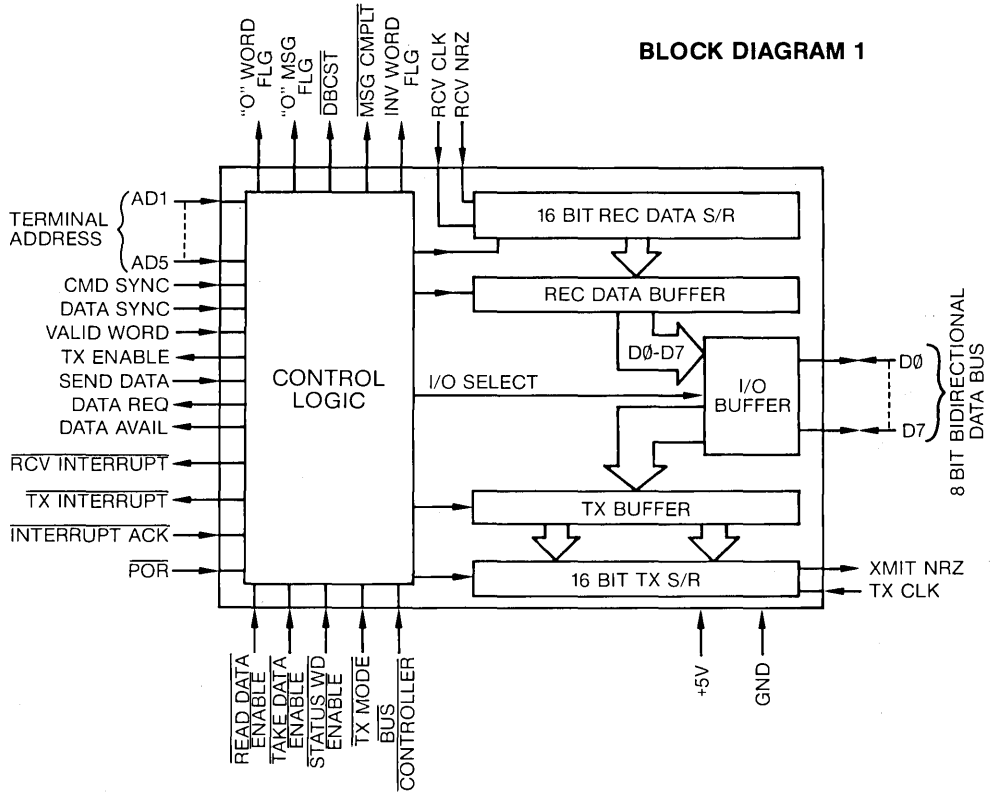 BLOCK DIAGRAM 1
"O" WORD
FLG
"O" MSG
FLG
DBCST
MSG CMPLT
INV WORD
FLG
RCV CLK
RCV NRZ
TERMINAL
ADDRESS
AD1
AD5
CMD SYNC
DATA SYNC
VALID WORD
TX ENABLE
SEND DATA
DATA REQ
DATA AVAIL
RCV INTERRUPT
TX INTERRUPT
INTERRUPT ACK
POR
CONTROL
LOGIC
16 BIT REC DATA S/R
REC DATA BUFFER
DØ-D7
I/O SELECT
I/O
BUFFER
DØ
D7
8 BIT BIDIRECTIONAL
DATA BUS
TX BUFFER
16 BIT TX S/R
XMIT NRZ
TX CLK
READ DATA
ENABLE
TAKE DATA
ENABLE
STATUS WD
ENABLE
TX MODE
BUS
CONTROLLER
+5V
GND